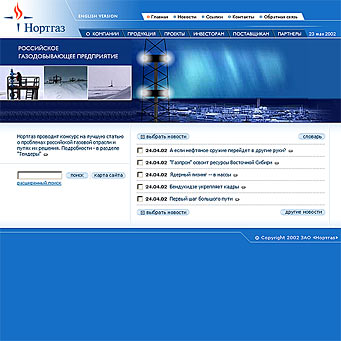 Нортгаз
ENGLISH VERSION
Главная Новости Ссылки Контакты Обратная связь
О КОМПАНИИ ПРОДУКЦИЯ ПРОЕКТЫ ИНВЕСТОРАМ ПОСТАВЩИКАМ ПАРТНЕРЫ 23 мая 2002
РОССИЙСКОЕ
ГАЗОДОБЫВАЮЩЕЕ ПРЕДПРИЯТИЕ
Нортгаз проводит конкурс на лучшую статью
о проблемах российской газовой отрасли и
путях их решения. Подробности - в разделе
"Тендеры"
поиск карта сайта
расширенный поиск
выбрать новости словарь
24.04.02 А если нефтяное оружие перейдет в другие руки?
24.04.02 "Газпром" освоит ресурсы Восточной Сибири
24.04.02 Ядерный лизинг -- в массы
24.04.02 Бендукидзе укрепляет кадры
24.04.02 Первый шаг большого пути
выбрать новости другие новости
© Copyright 2002 ЗАО «Нортгаз»